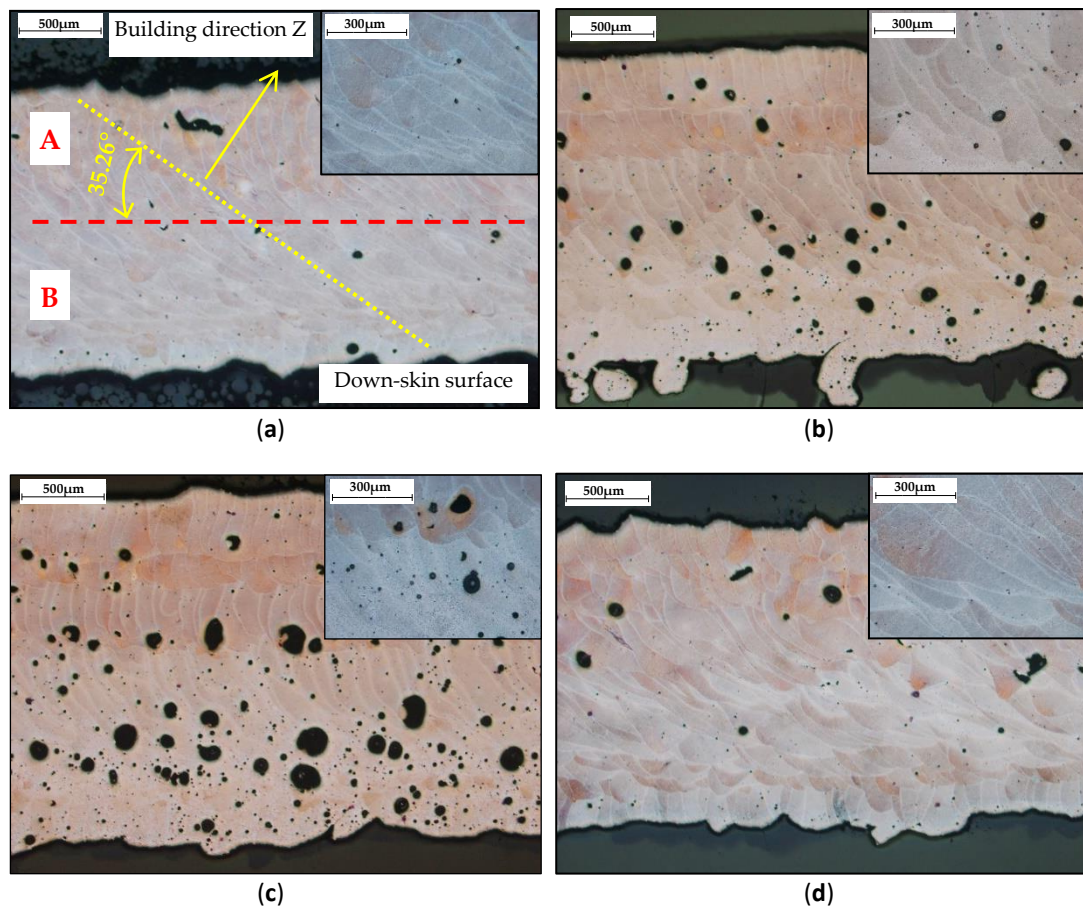 500µm
Building direction Z
300µm
A
35.26°
B
Down-skin surface
(a)
500µm
300µm
(b)
500µm
300µm
(c)
500µm
300µm
(d)